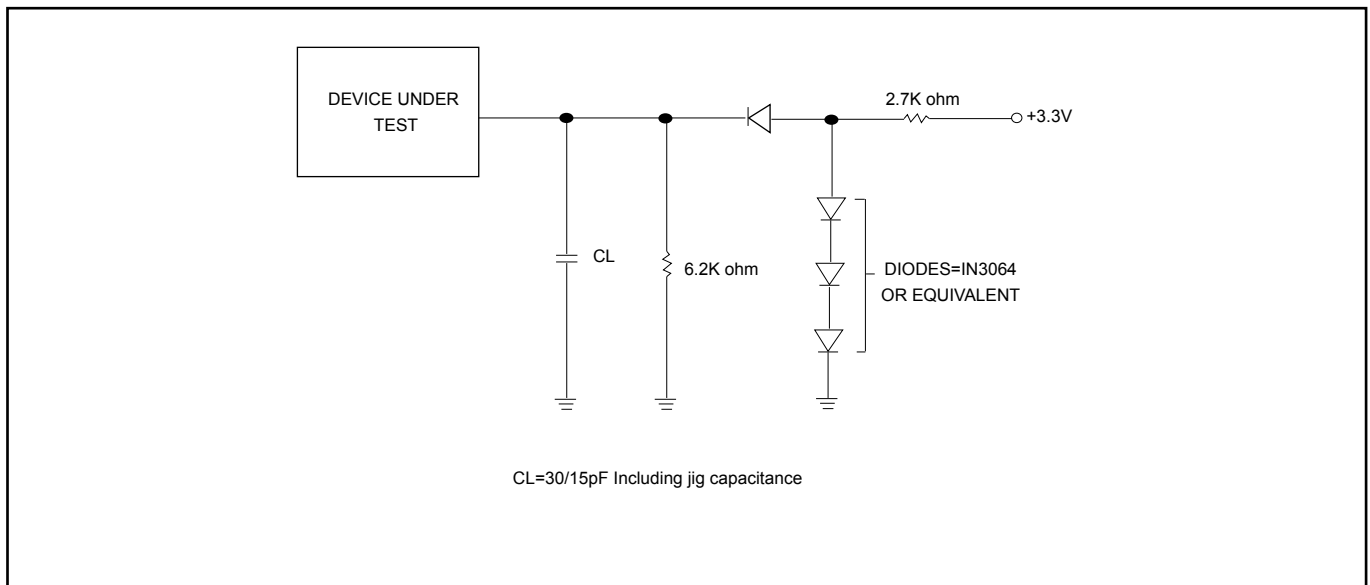 DEVICE UNDER
TEST
2.7K ohm
+3.3V
CL
6.2K ohm
DIODES=IN3064
OR EQUIVALENT
CL=30/15pF Including jig capacitance